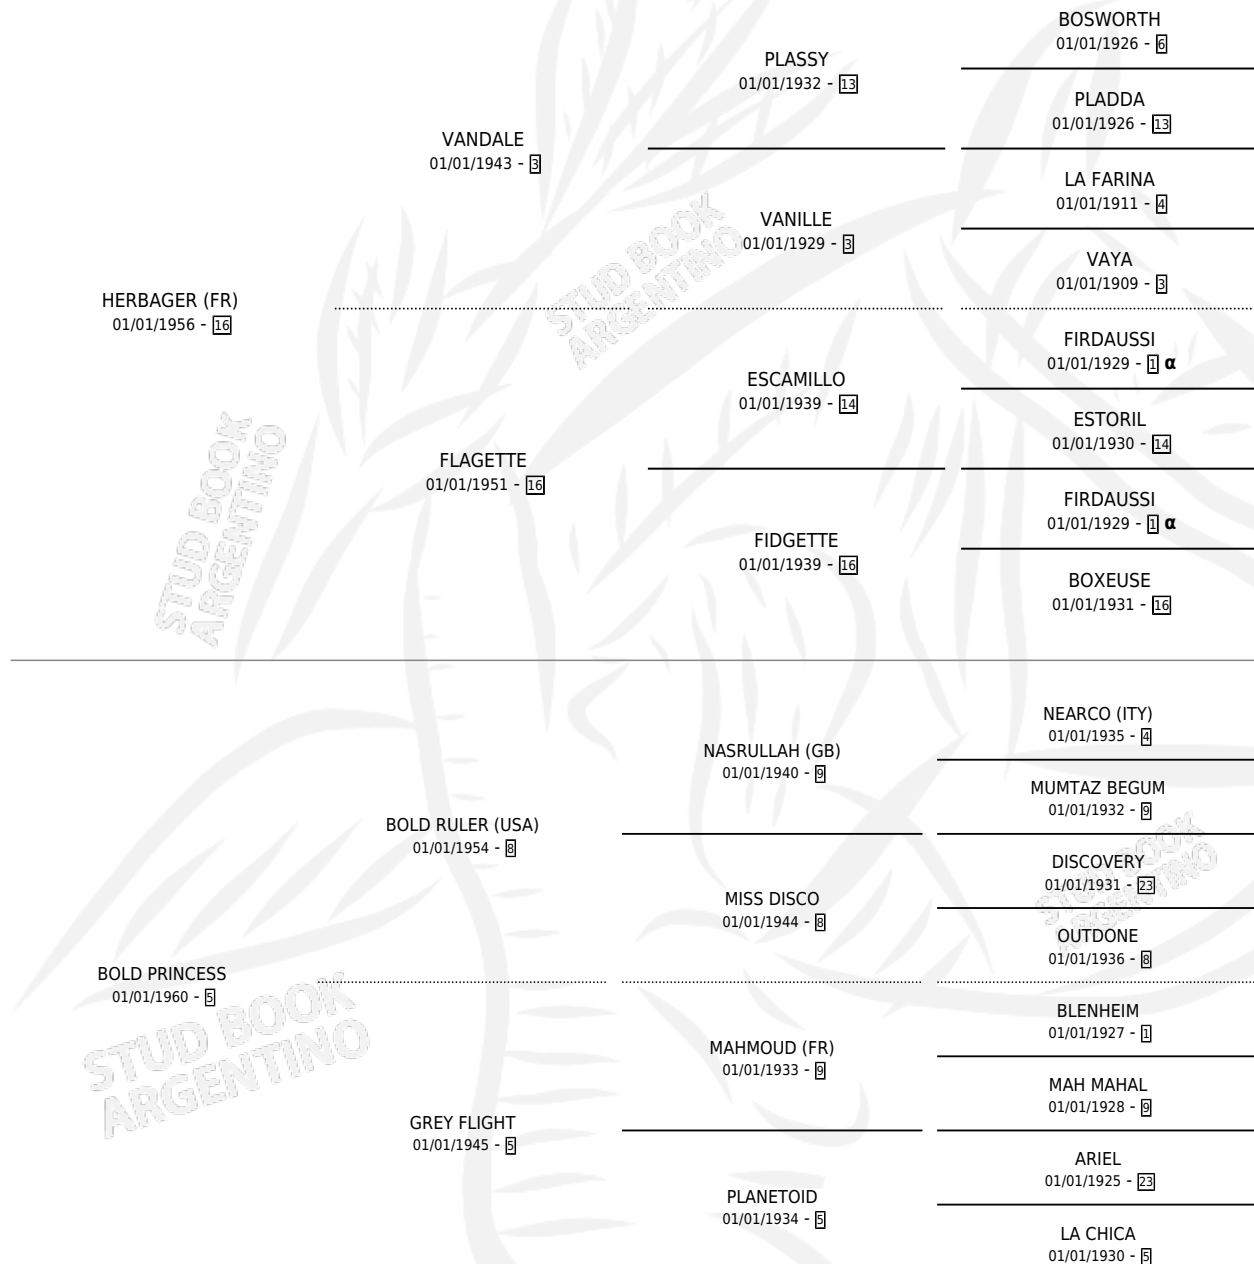 BOSWORTH
01/01/1926 - 6
PLASSY
01/01/1932 - 13
PLADDA
01/01/1926 - 13
VANDALE
01/01/1943 - 3
LA FARINA
01/01/1911 - 4
VANILLE
01/01/1929 - 3
VAYA
01/01/1909 - 3
HERBAGER (FR)
01/01/1956 - 16
FIRDAUSSI
01/01/1929 - 1 α
ESCAMILLO
01/01/1939 - 14
ESTORIL
01/01/1930 - 14
FLAGETTE
01/01/1951 - 16
FIRDAUSSI
01/01/1929 - 1 α
FIDGETTE
01/01/1939 - 16
BOXEUSE
01/01/1931 - 16
NEARCO (ITY)
01/01/1935 - 4
NASRULLAH (GB)
01/01/1940 - 9
MUMTAZ BEGUM
01/01/1932 - 9
BOLD RULER (USA)
01/01/1954 - 8
DISCOVERY
01/01/1931 - 23
MISS DISCO
01/01/1944 - 8
OUTDONE
01/01/1936 - 8
BOLD PRINCESS
01/01/1960 - 5
BLENHEIM
01/01/1927 - 1
MAHMOUD (FR)
01/01/1933 - 9
MAH MAHAL
01/01/1928 - 9
GREY FLIGHT
01/01/1945 - 5
ARIEL
01/01/1925 - 23
PLANETOID
01/01/1934 - 5
LA CHICA
01/01/1930 - 5
STUD BOOK
ARGENTINO
STUD BOOK
ARGENTINO
STUD BOOK
ARGENTINO
STUD BOOK
ARGENTINO